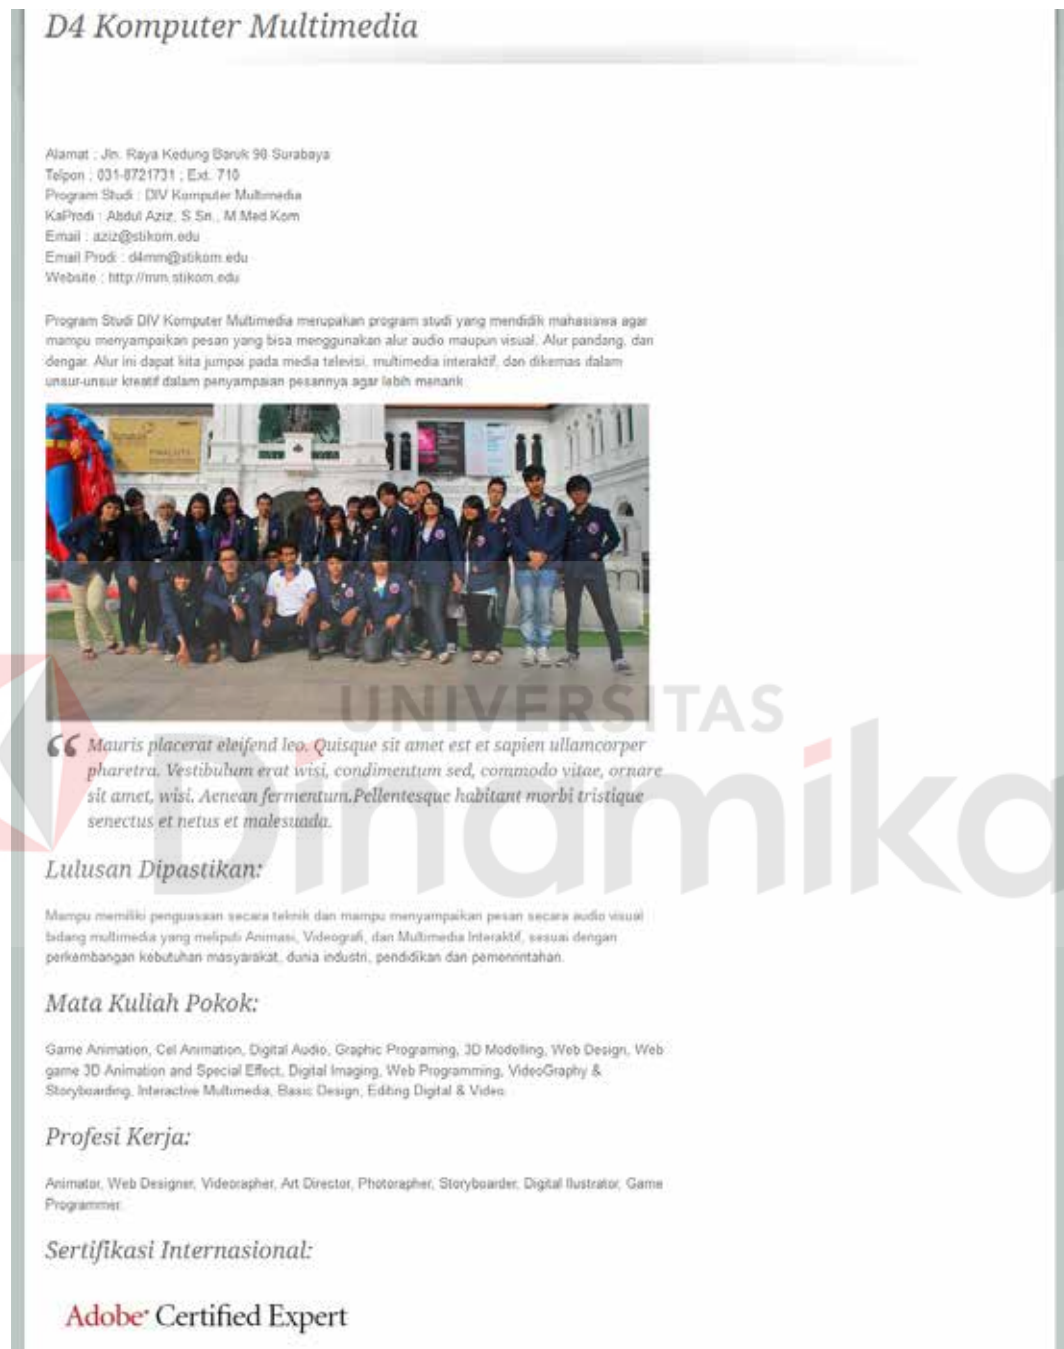 D4 Komputer Multimedia
Alamat : Jln. Raya Kedung Baruk 98 Surabaya
Telpon : 031-8721731 ; Ext. 710
Program Studi : DIV Komputer Multimedia
KaProdi : Abdul Aziz, S.Sn., M.Med.Kom
Email : aziz@stikom.edu
Email Prodi : d4mm@stikom.edu
Website : http://mm.stikom.edu
Program Studi DIV Komputer Multimedia merupakan program studi yang mendidik mahasiswa agar
mampu menyampaikan pesan yang bisa menggunakan alur audio maupun visual. Alur pandang, dan
dengar. Alur ini dapat kita jumpai pada media televisi, multimedia interaktif, dan dikemas dalam
unsur-unsur kreatif dalam penyampaian pesannya agar lebih menarik
UNIVERSITAS
Dinamika
“ Mauris placerat eleifend leo. Quisque sit amet est et sapien ullamcorper
pharetra. Vestibulum erat wisi, condimentum sed, commodo vitae, ornare
sit amet, wisi. Aenean fermentum.Pellentesque habitant morbi tristique
senectus et netus et malesuada.
Lulusan Dipastikan:
Mampu memiliki penguasaan secara teknik dan mampu menyampaikan pesan secara audio visual
bidang multimedia yang meliputi Animasi, Videografi, dan Multimedia Interaktif, sesuai dengan
perkembangan kebutuhan masyarakat, dunia industri, pendidikan dan pemerintahan.
Mata Kuliah Pokok:
Game Animation, Cel Animation, Digital Audio, Graphic Programing, 3D Modelling, Web Design, Web
game 3D Animation and Special Effect, Digital Imaging, Web Programming, VideoGraphy &
Storyboarding, Interactive Multimedia, Basic Design, Editing Digital & Video.
Profesi Kerja:
Animator, Web Designer, Videorapher, Art Director, Photorapher, Storyboarder, Digital Ilustrator, Game
Programmer.
Sertifikasi Internasional:
Adobe Certified Expert